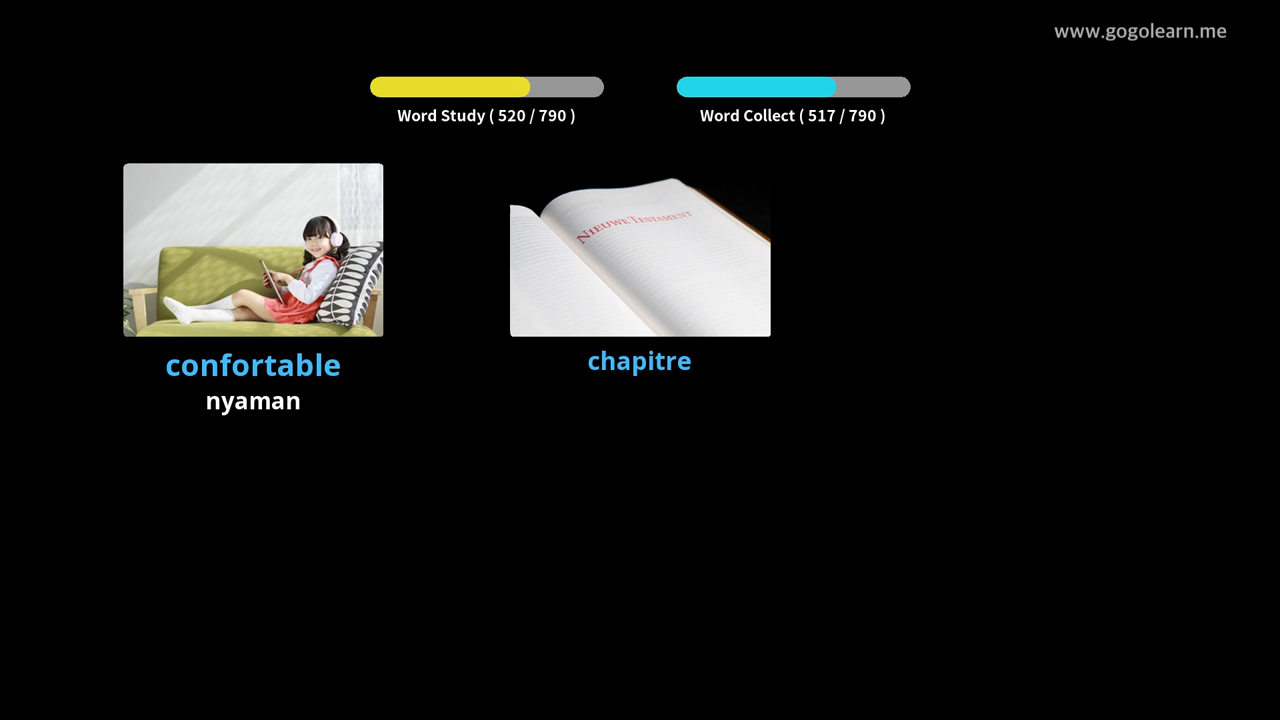 www.gogolearn.me
Word Study ( 520 / 790 )
Word Collect ( 517 / 790 )
NIEUWE TESTAMENT
confortable
chapitre
nyaman